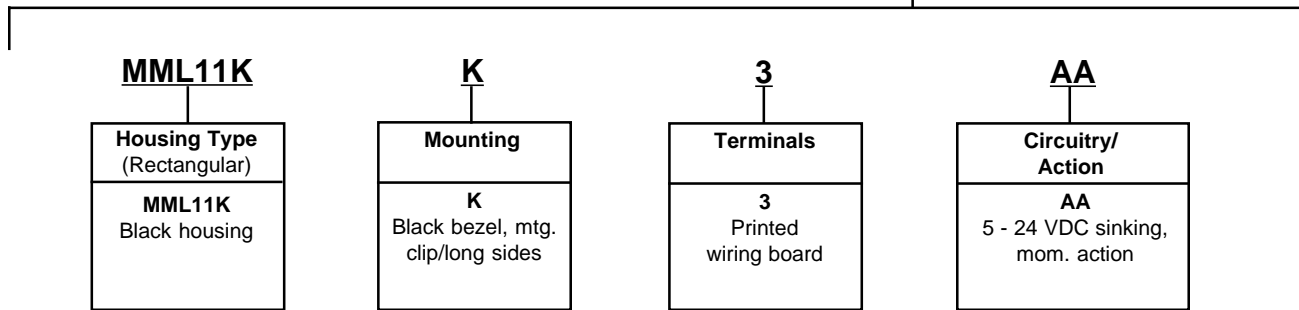 MML11K K 3 AA
Housing Type
(Rectangular)
MML11K
Black housing
Mounting
K
Black bezel, mtg.
clip/long sides
Terminals
3
Printed
wiring board
Circuitry/
Action
AA
5 - 24 VDC sinking,
mom. action